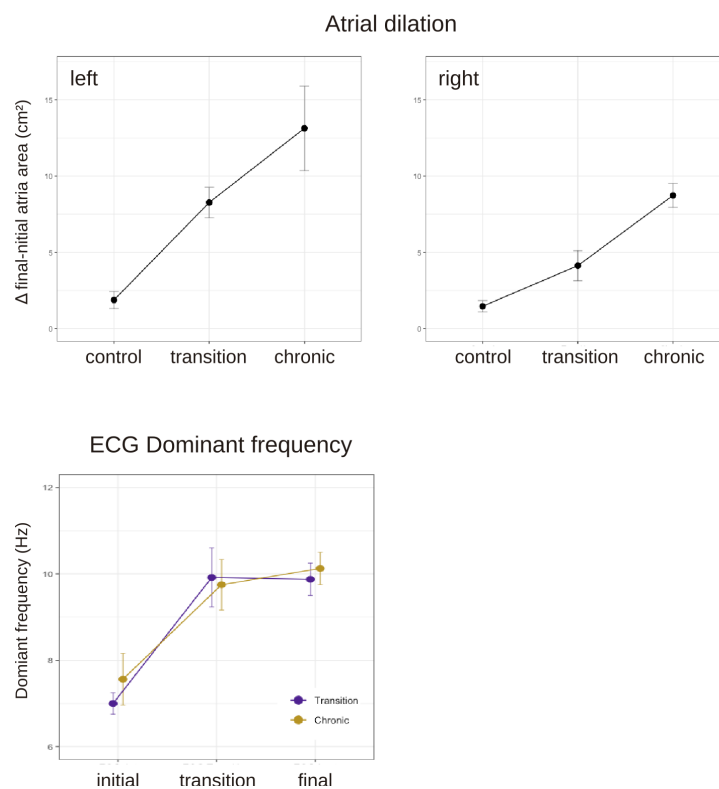 Atrial dilation
left
right
Δ final-nitial atria area (cm²)
15
10
5
0
control transition chronic
15
10
5
0
control transition chronic
ECG Dominant frequency
Domiant frequency (Hz)
12
10
8
6
Transition
Chronic
initial transition final